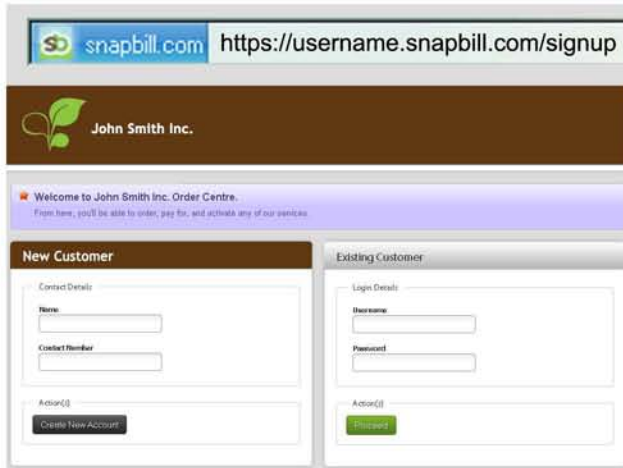 sb snapbill.com https://username.snapbill.com/signup
John Smith Inc.
Welcome to John Smith Inc. Order Centre.
From here, you'll be able to order, pay for, and activate any of our services.
New Customer
Contact Details
Name
Contact Number
Action(s)
Create New Account
Existing Customer
Login Details
Username
Password
Action(s)
Proceed